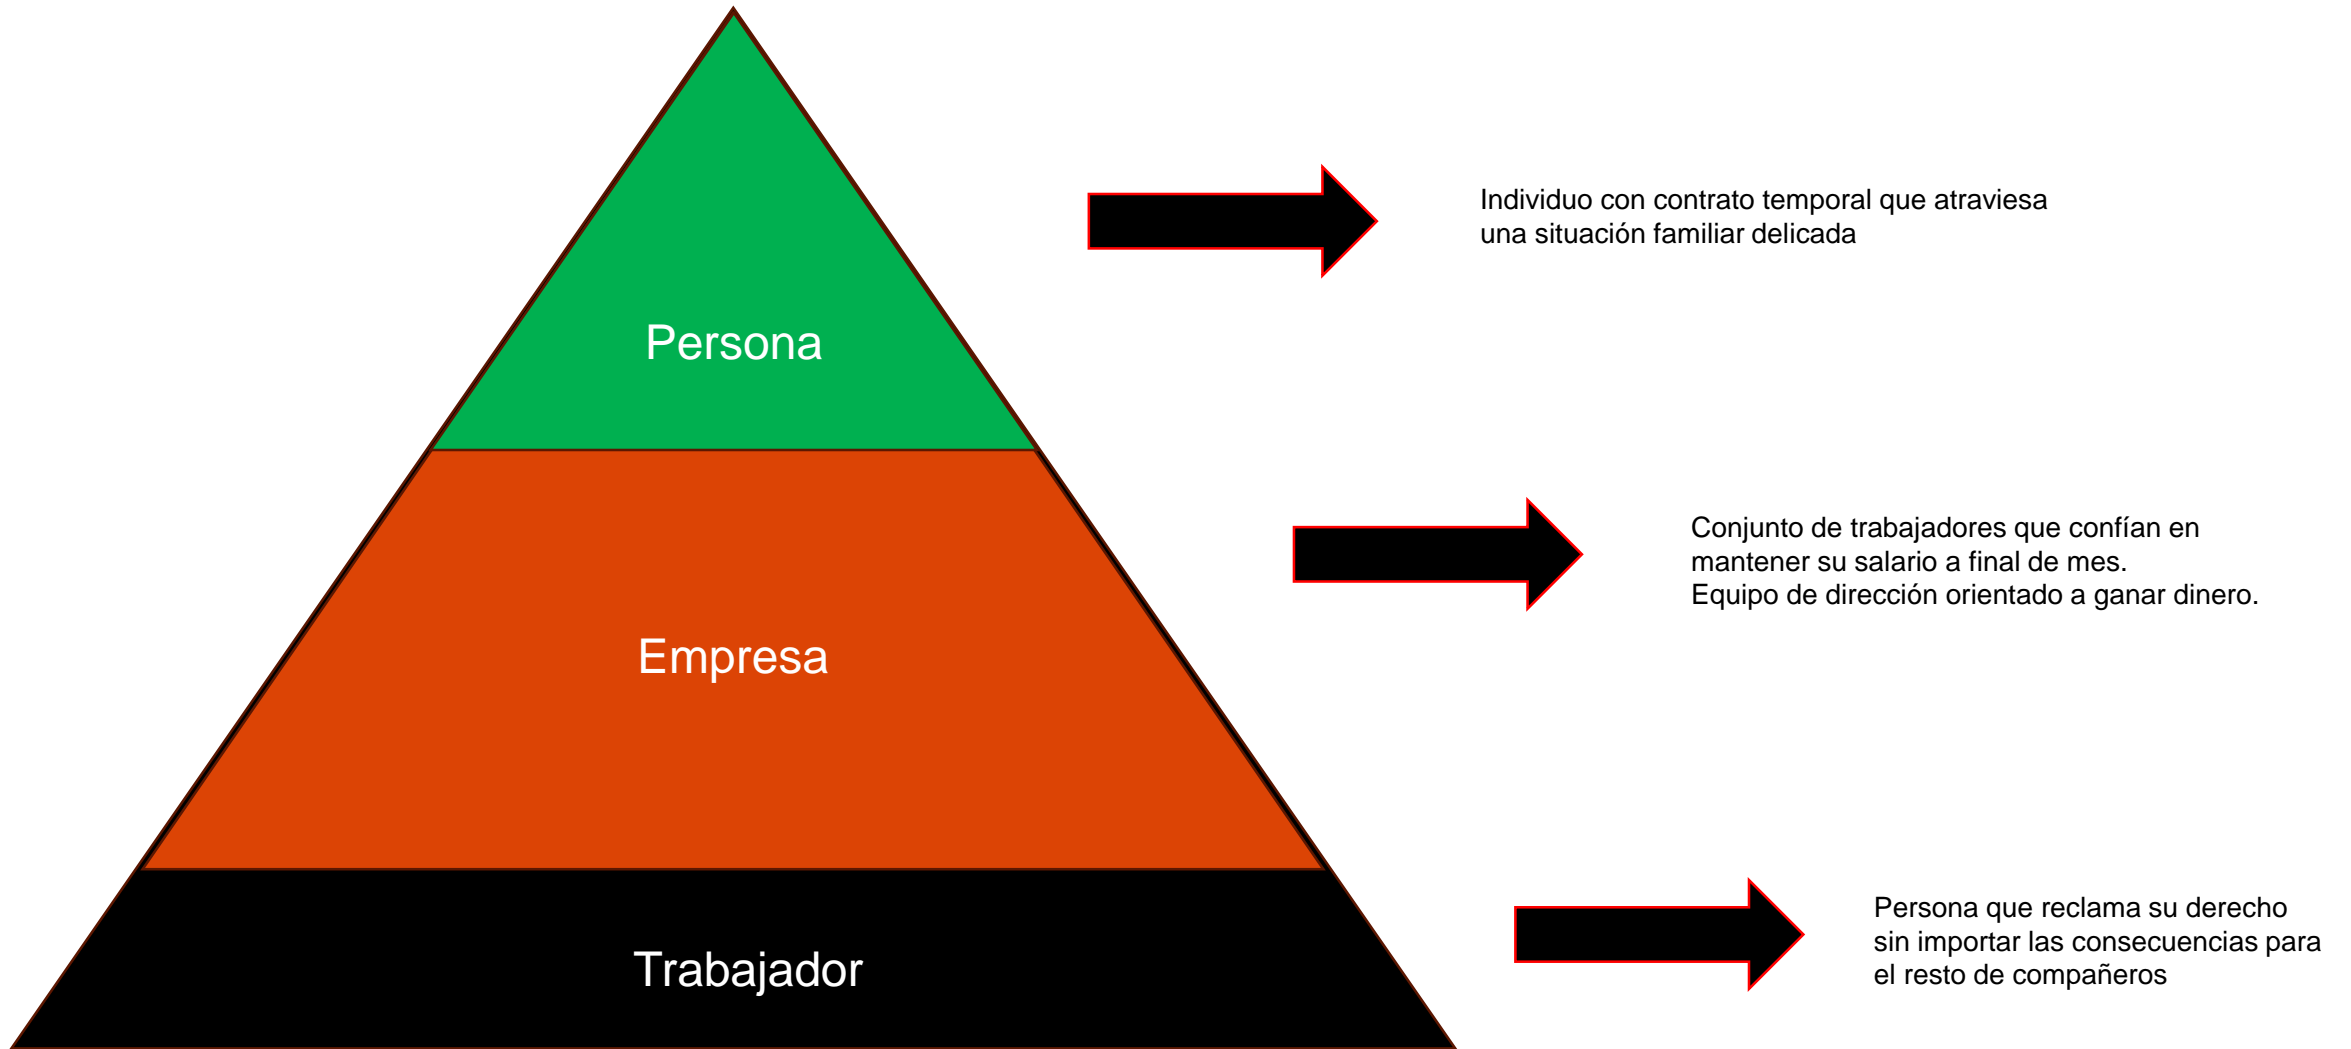 Persona
Individuo con contrato temporal que atraviesa
una situación familiar delicada
Empresa
Conjunto de trabajadores que confían en
mantener su salario a final de mes.
Equipo de dirección orientado a ganar dinero.
Trabajador
Persona que reclama su derecho
sin importar las consecuencias para
el resto de compañeros